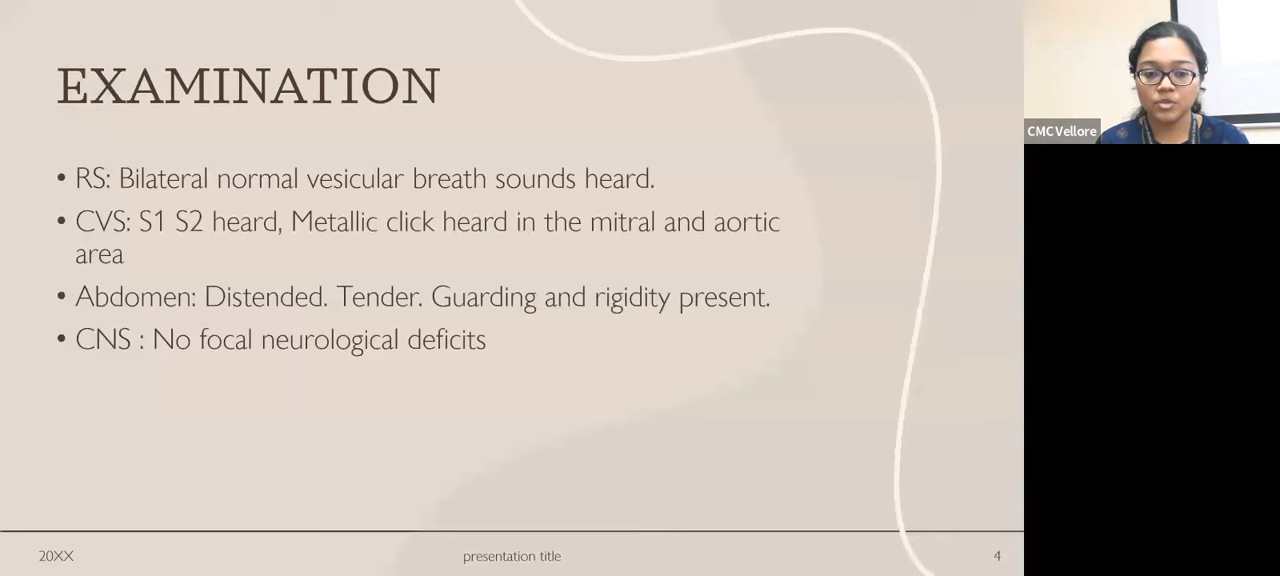 EXAMINATION
• RS: Bilateral normal vesicular breath sounds heard.
• CVS: S1 S2 heard, Metallic click heard in the mitral and aortic
area
• Abdomen: Distended. Tender. Guarding and rigidity present.
• CNS : No focal neurological deficits
20XX
presentation title
4
CMC Vellore